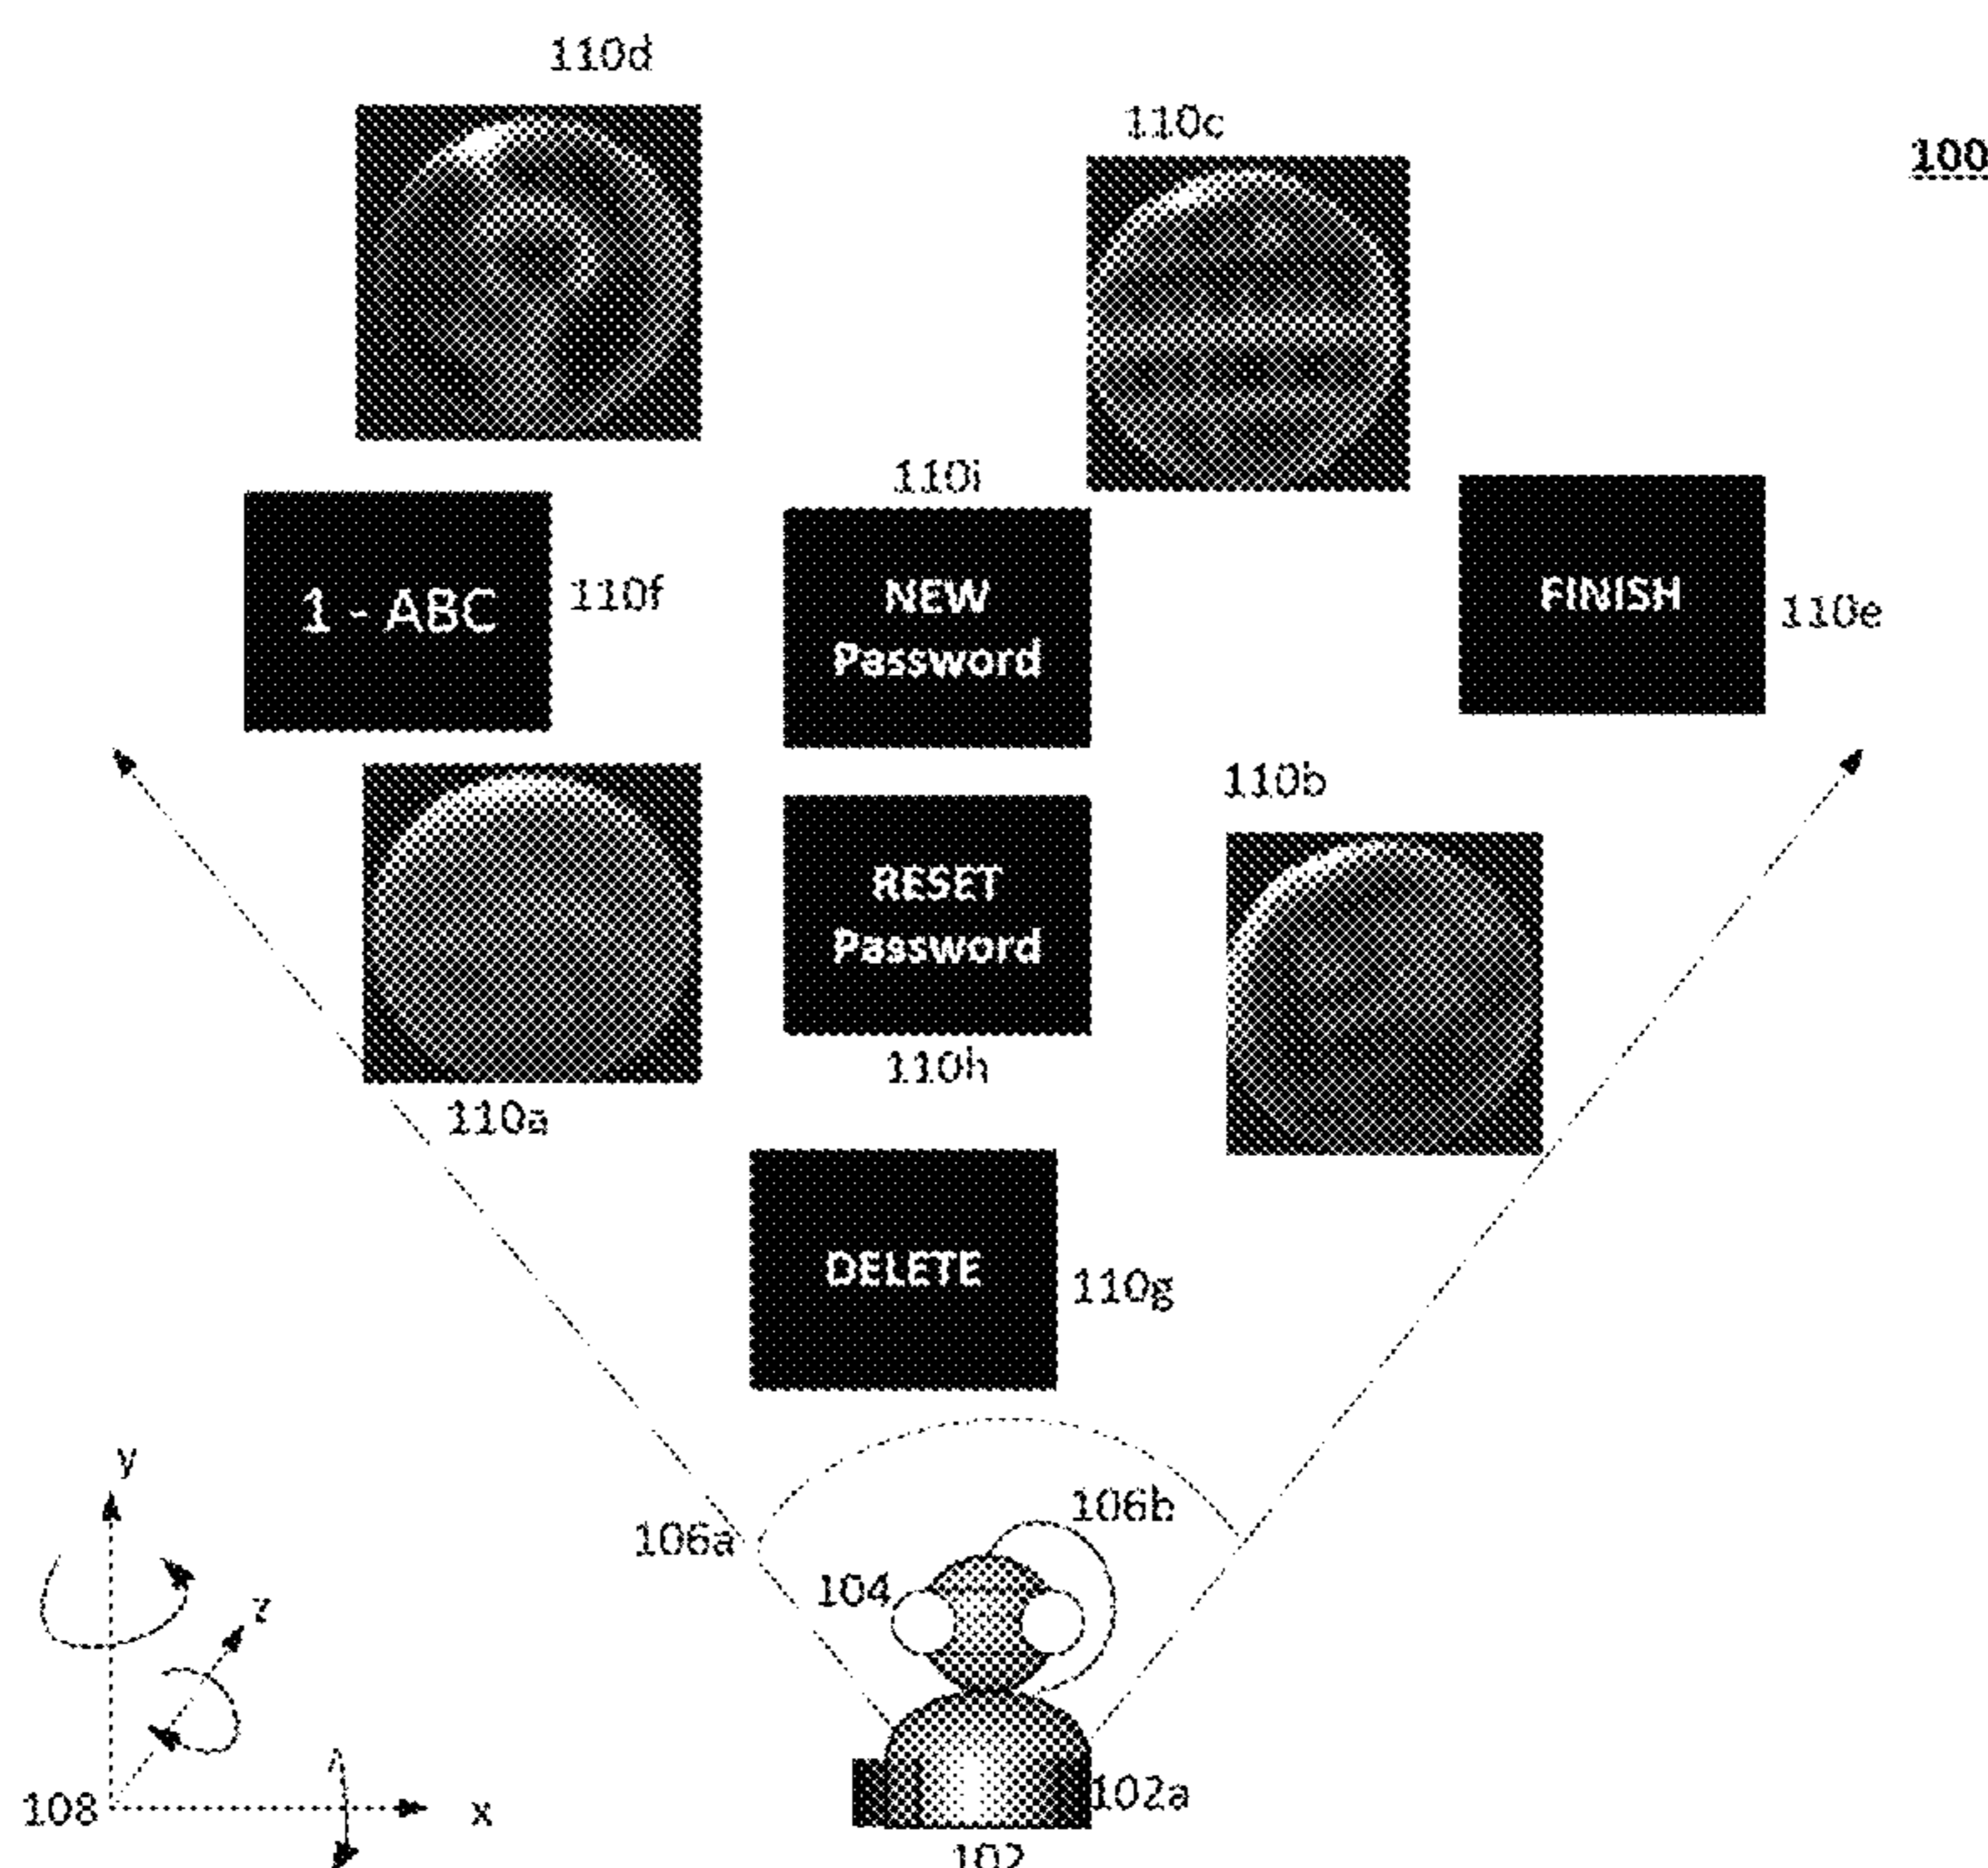 110d
110c
100
110i
1 - ABC
110f
NEW
Password
FINISH
110e
110b
RESET
Password
110h
110a
DELETE
110g
y
106b
106a
104
z
108
x
102a
102